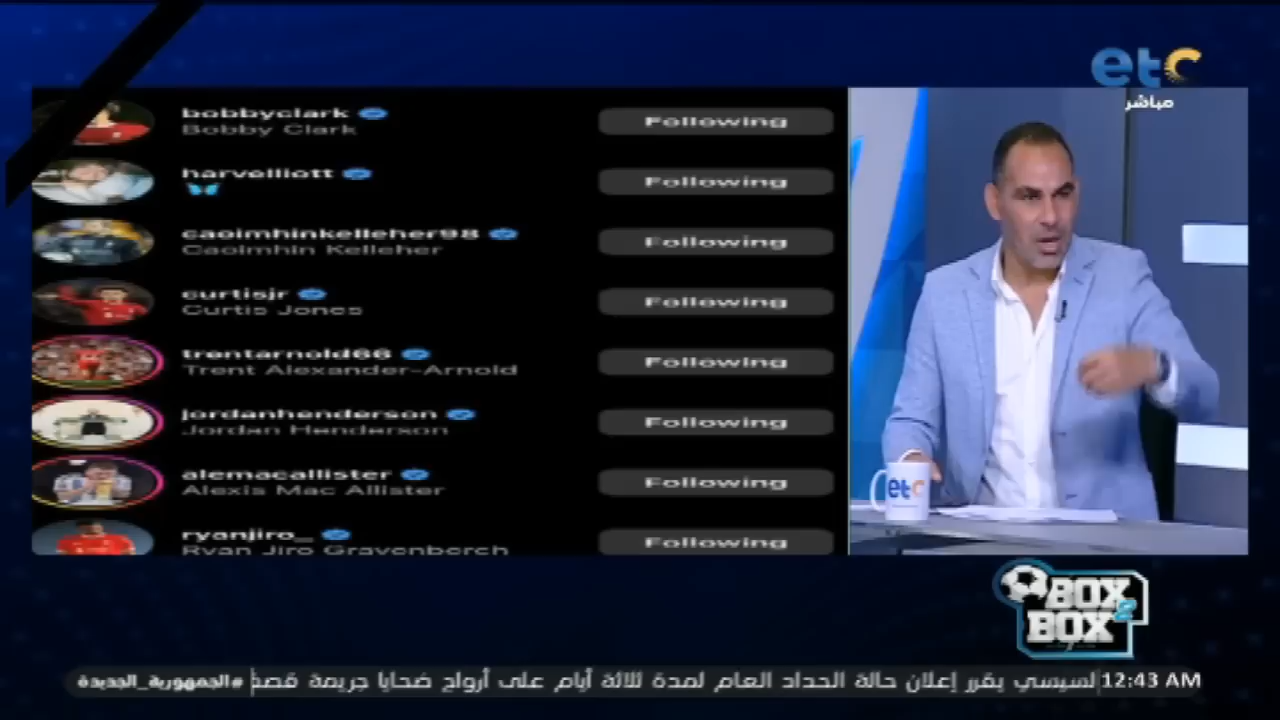 etc
مباشر
bobbyclark
Bobby Clark
Following
harvelliott
Following
caoimhinkelleher98
Caoimhin Kelleher
Following
curtisjr
Curtis Jones
Following
trentarnold66
Trent Alexander-Arnold
Following
jordanhenderson
Jordan Henderson
Following
alemacallister
Alexis Mac Allister
Following
ryanjiro_
Ryan Jiro Gravenberch
Following
etc
BOX 2
BOX
12:43 AM
لسيسي يقرر إعلان حالة الحداد العام لمدة ثلاثة أيام على أرواح ضحايا جريمة قصد
#الجمهورية_الجديدة